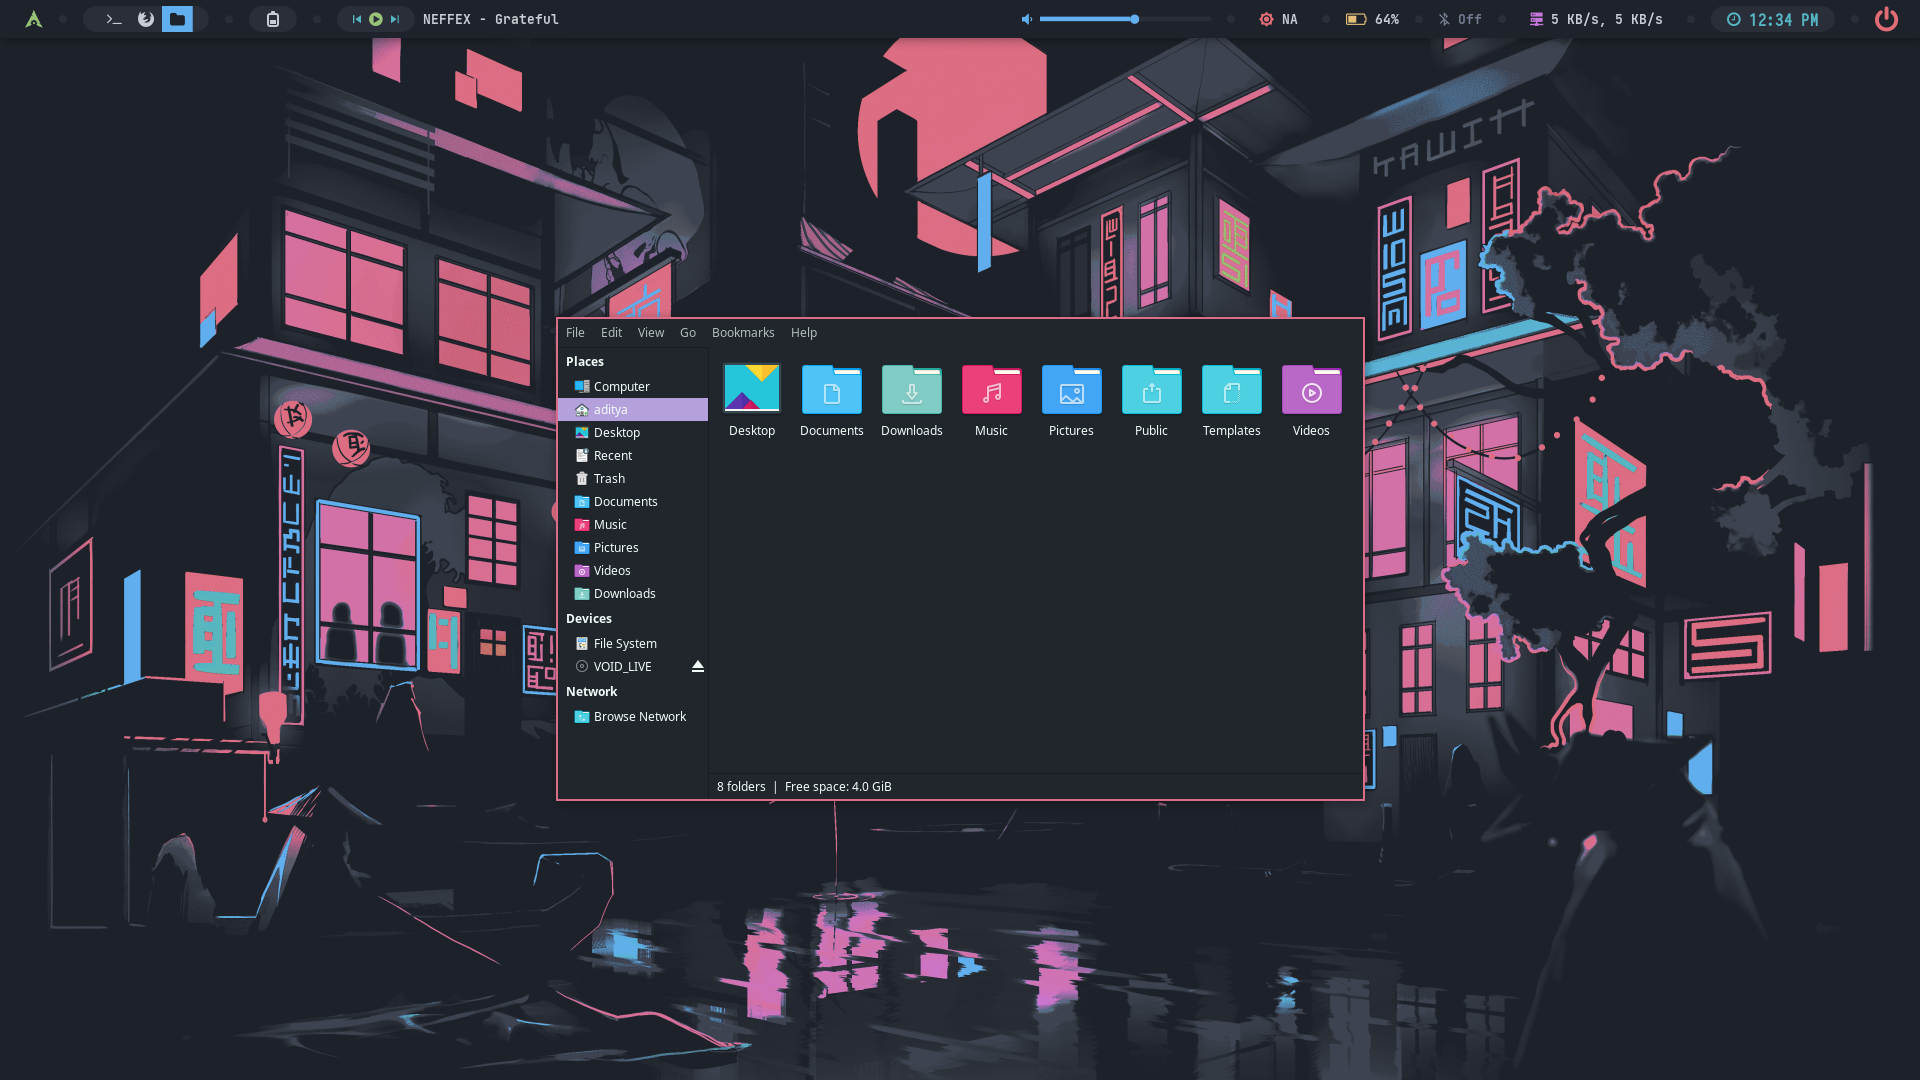 NEFFEX - Grateful
NA
64%
Off
5 KB/s, 5 KB/s
12:34 PM
KAWITT
File Edit View Go Bookmarks Help
Places
Computer
aditya
Desktop
Recent
Trash
Documents
Music
Pictures
Videos
Downloads
Devices
File System
VOID_LIVE
Network
Browse Network
Desktop Documents Downloads Music Pictures Public Templates Videos
8 folders | Free space: 4.0 GiB